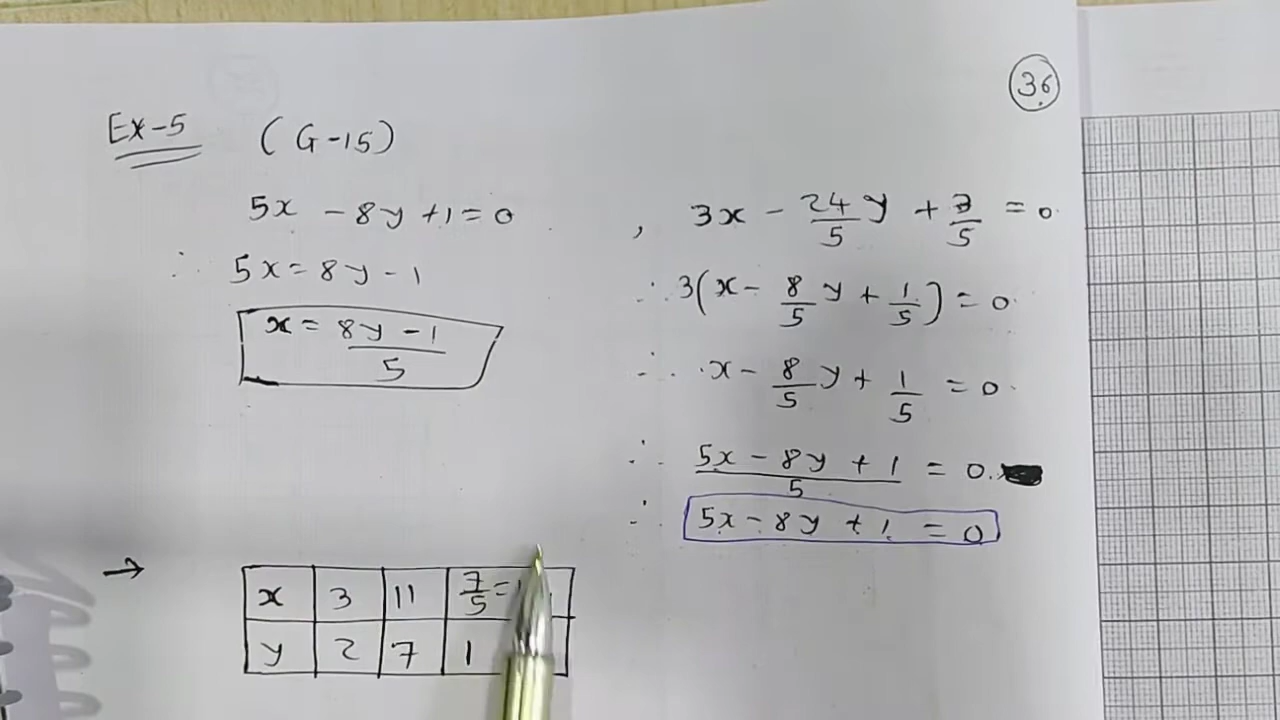 36
Ex-5 (G-15)
5x - 8y + 1 = 0 , 3x - 24/5 y + 3/5 = 0.
∴ 5x = 8y - 1
x = 8y - 1 / 5
∴ 3(x - 8/5 y + 1/5) = 0.
∴ x - 8/5 y + 1/5 = 0.
∴ 5x - 8y + 1 / 5 = 0.
∴ 5x - 8y + 1 = 0
→ x 3 11 7/5 =
y 2 7 1